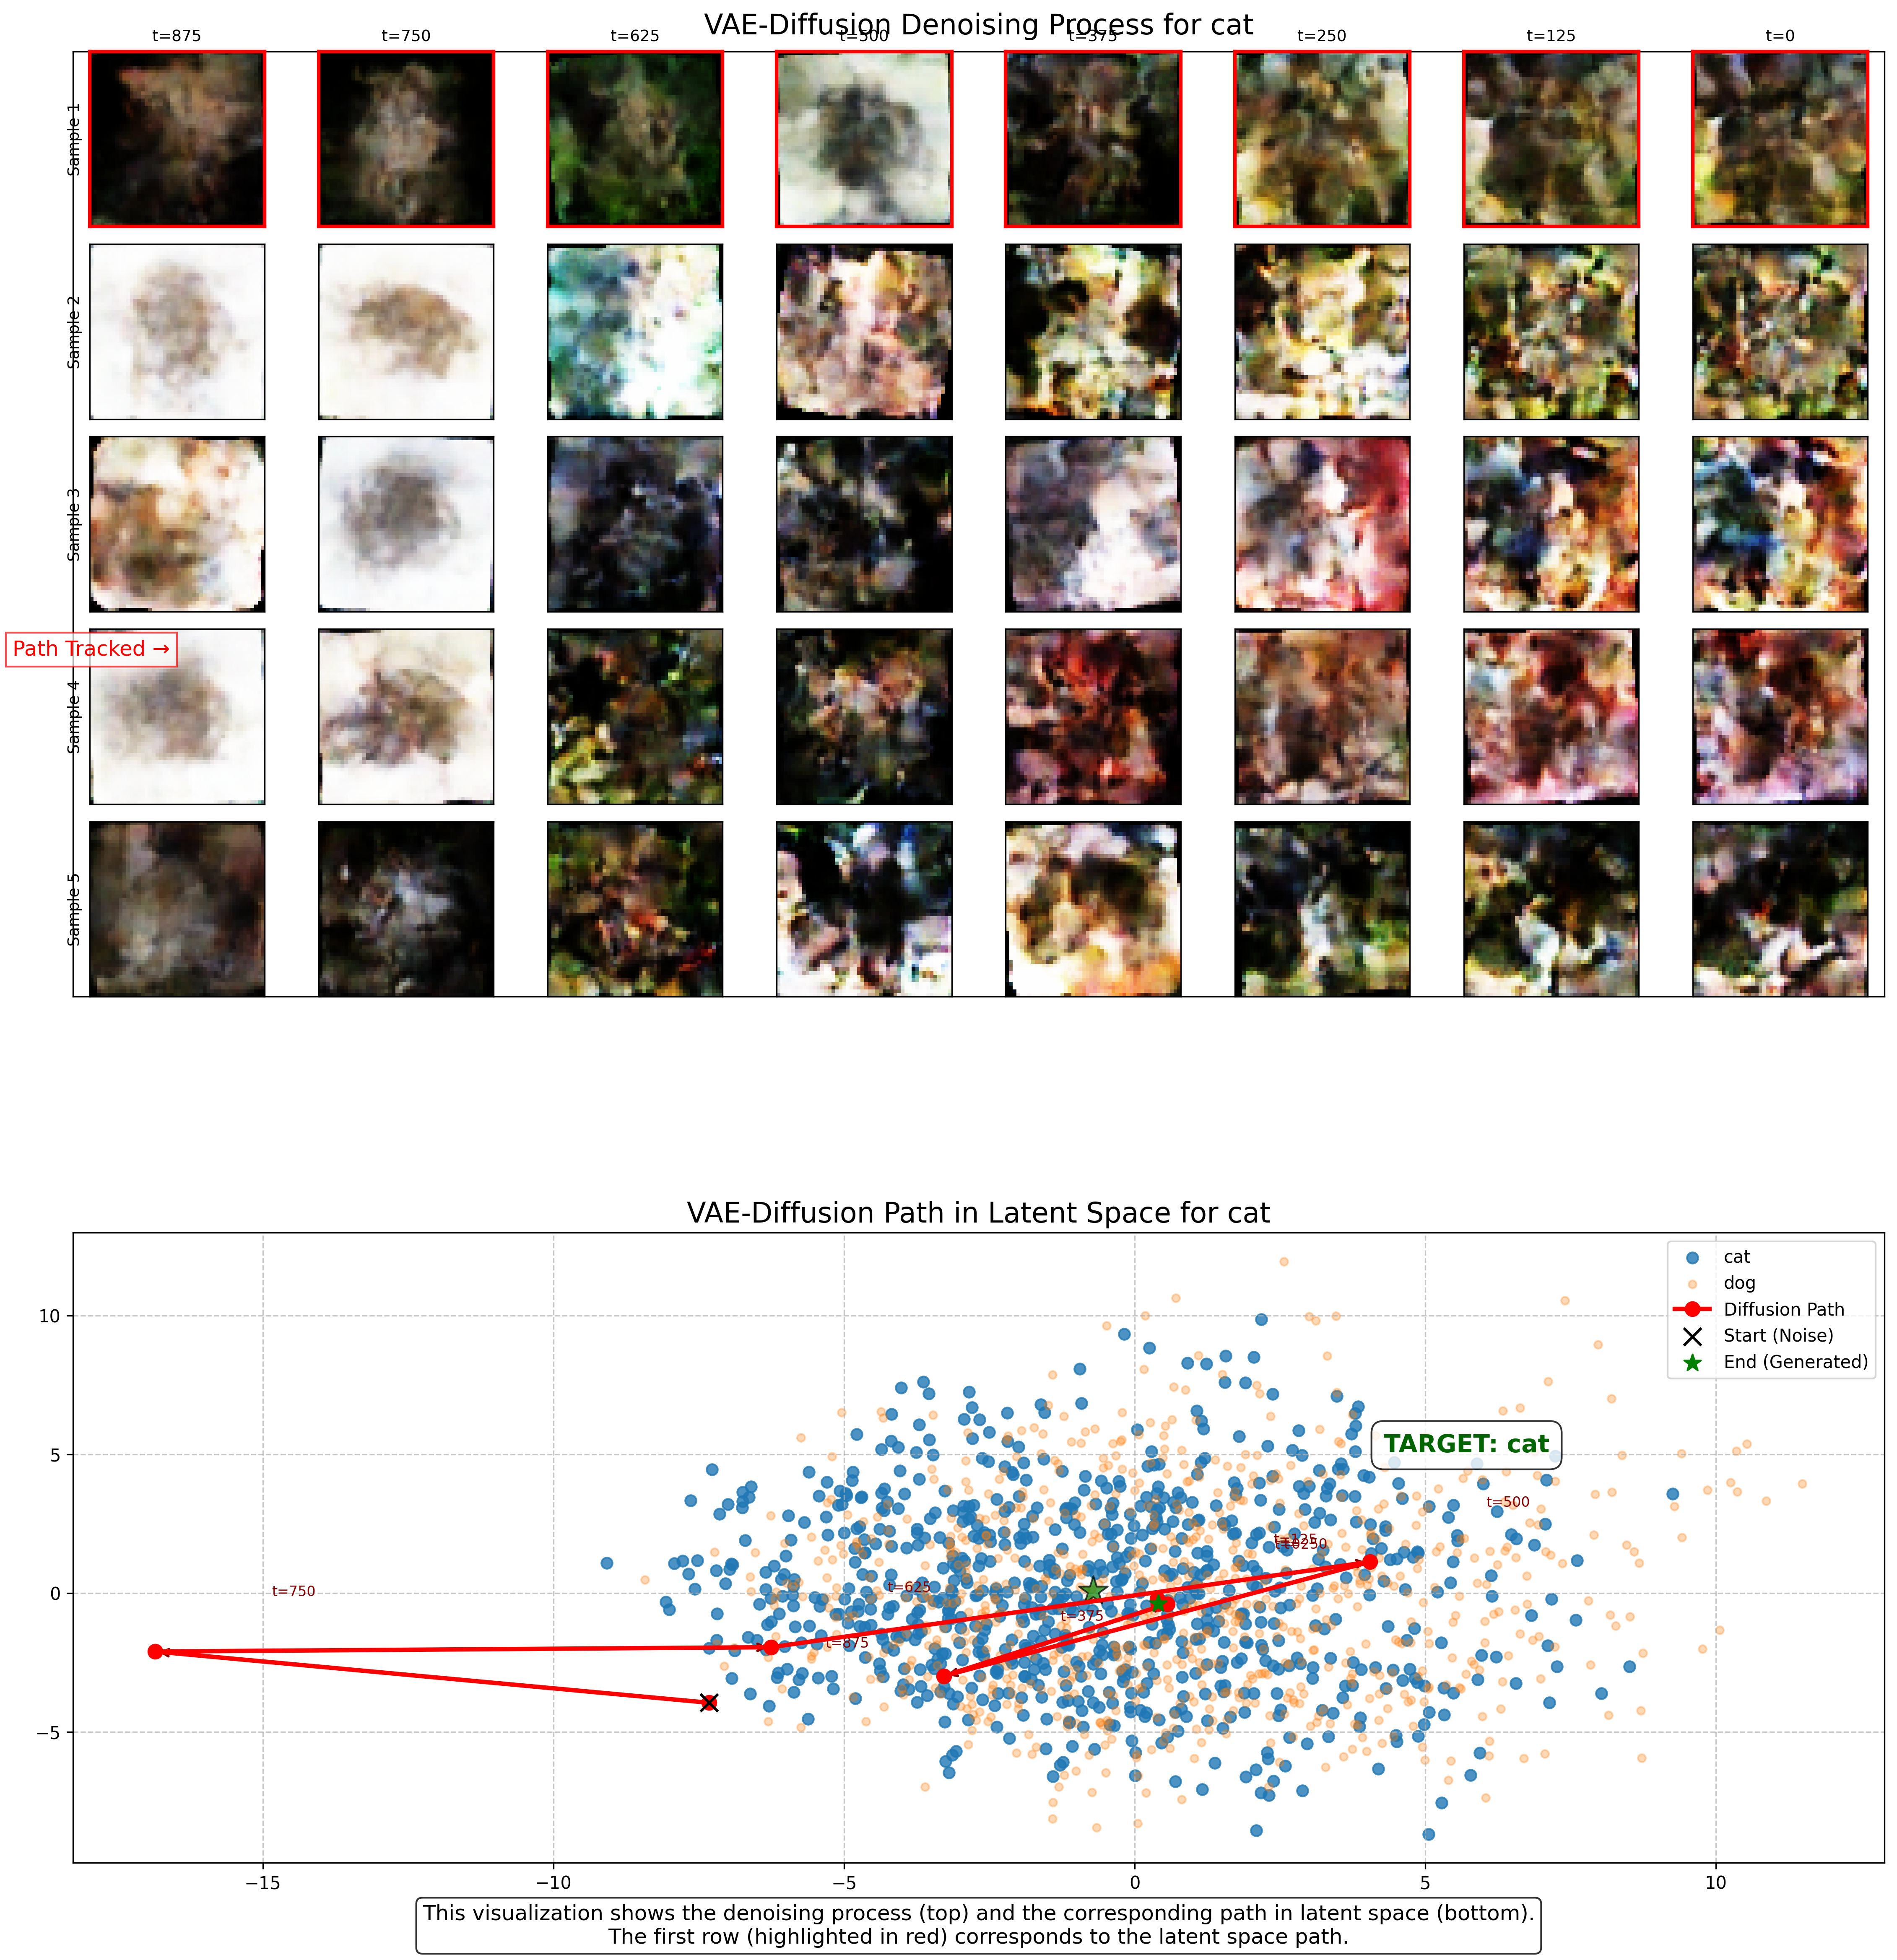 VAE-Diffusion Denoising Process for cat
t=875
t=750
t=625
t=500
t=375
t=250
t=125
t=0
Sample 1
Sample 2
Sample 3
Path Tracked →
Sample 4
Sample 5
VAE-Diffusion Path in Latent Space for cat
cat
dog
Diffusion Path
Start (Noise)
End (Generated)
TARGET: cat
t=500
t=125
t=250
t=750
t=625
t=375
t=875
10
5
0
−5
−15
−10
−5
0
5
10
This visualization shows the denoising process (top) and the corresponding path in latent space (bottom).
The first row (highlighted in red) corresponds to the latent space path.